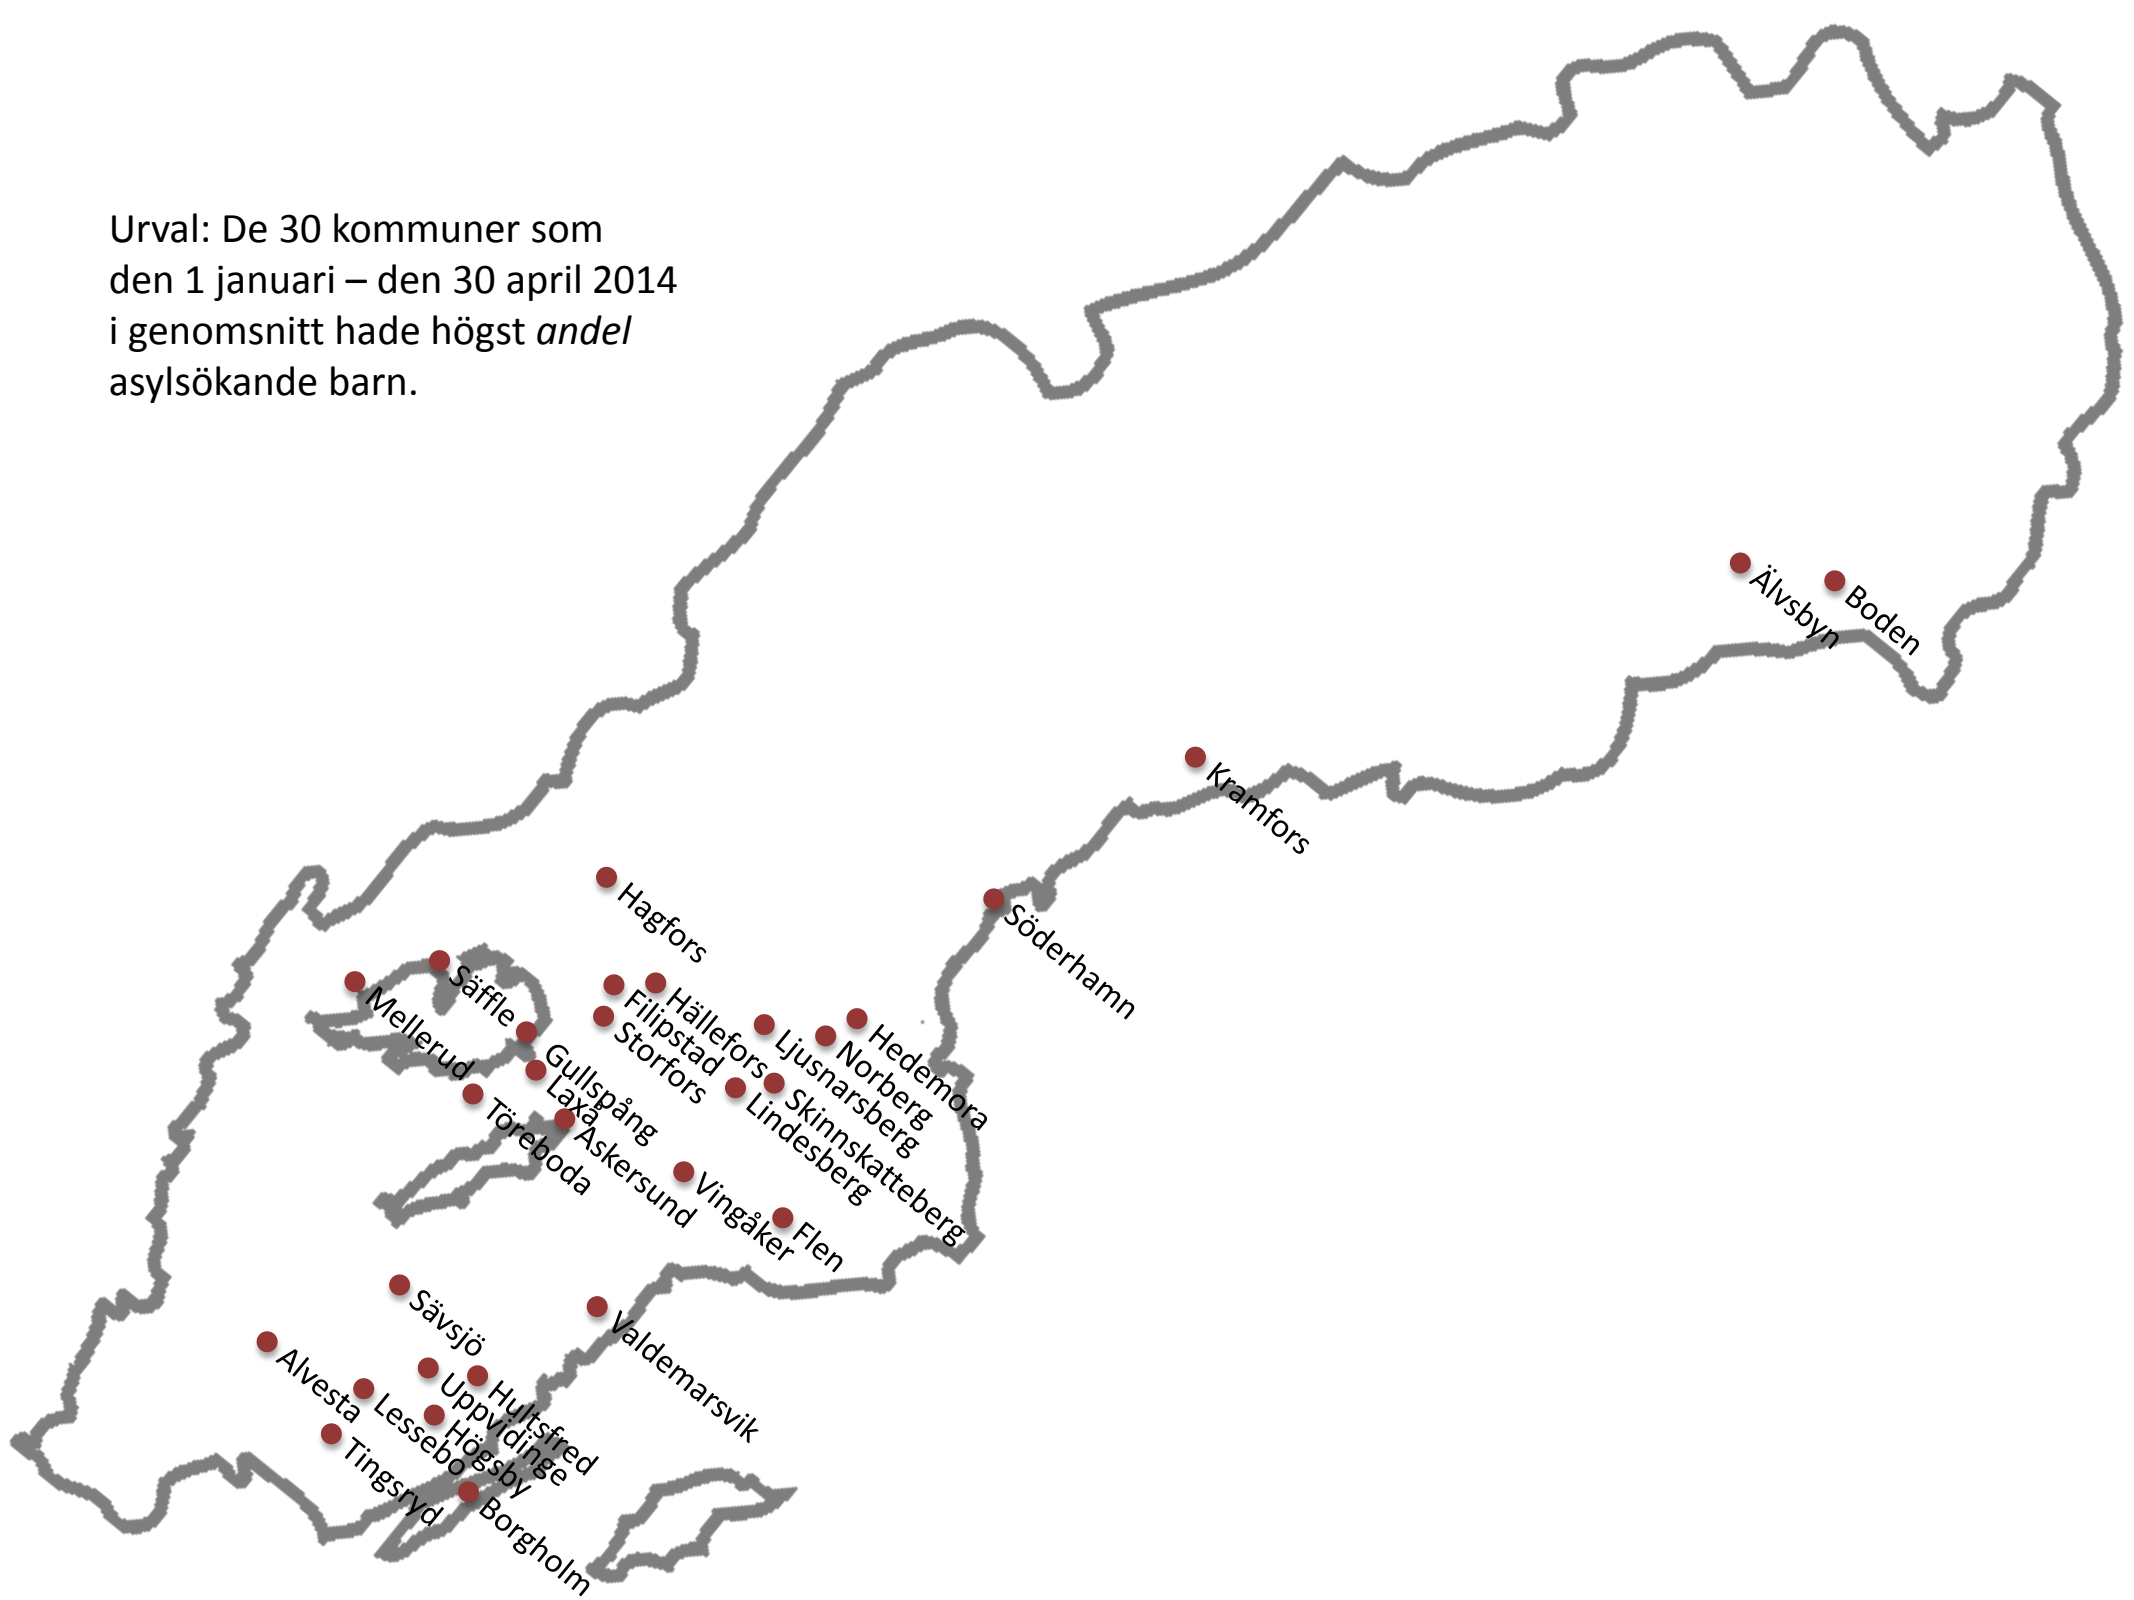 Urval: De 30 kommuner som
den 1 januari – den 30 april 2014
i genomsnitt hade högst andel
asylsökande barn.
Älvsbyn
Boden
Kramfors
Hagfors
Söderhamn
Säffle
Mellerud
Filipstad
Hällefors
Storfors
Ljusnarsberg
Norberg
Hedemora
Gullspång
Laxå
Töreboda
Askersund
Lindesberg
Skinnskatteberg
Vingåker
Flen
Sävsjö
Valdemarsvik
Alvesta
Lessebo
Uppvidinge
Hultsfred
Högsby
Tingsryd
Borgholm